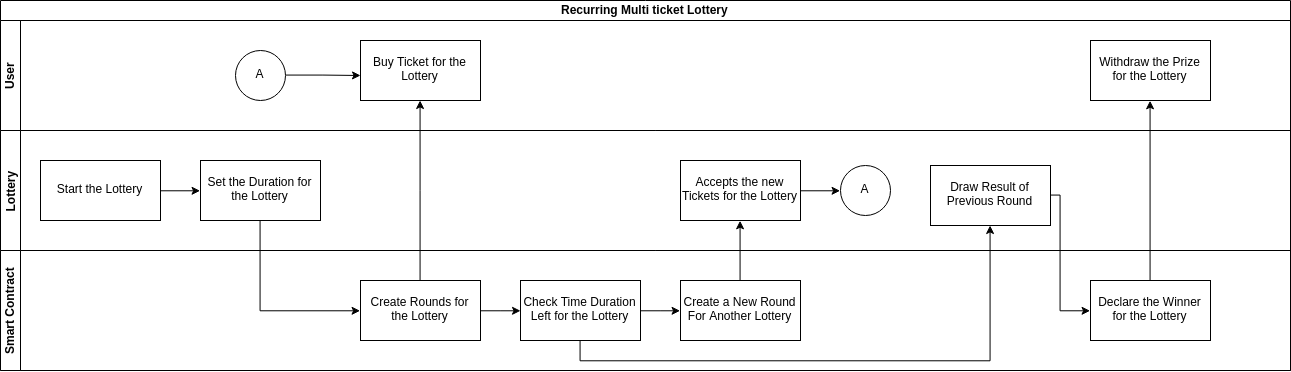 Recurring Multi ticket Lottery
User
A
Buy Ticket for the
Lottery
Withdraw the Prize
for the Lottery
Lottery
Start the Lottery
Set the Duration for
the Lottery
Accepts the new
Tickets for the Lottery
A
Draw Result of
Previous Round
Smart Contract
Create Rounds for
the Lottery
Check Time Duration
Left for the Lottery
Create a New Round
For Another Lottery
Declare the Winner
for the Lottery